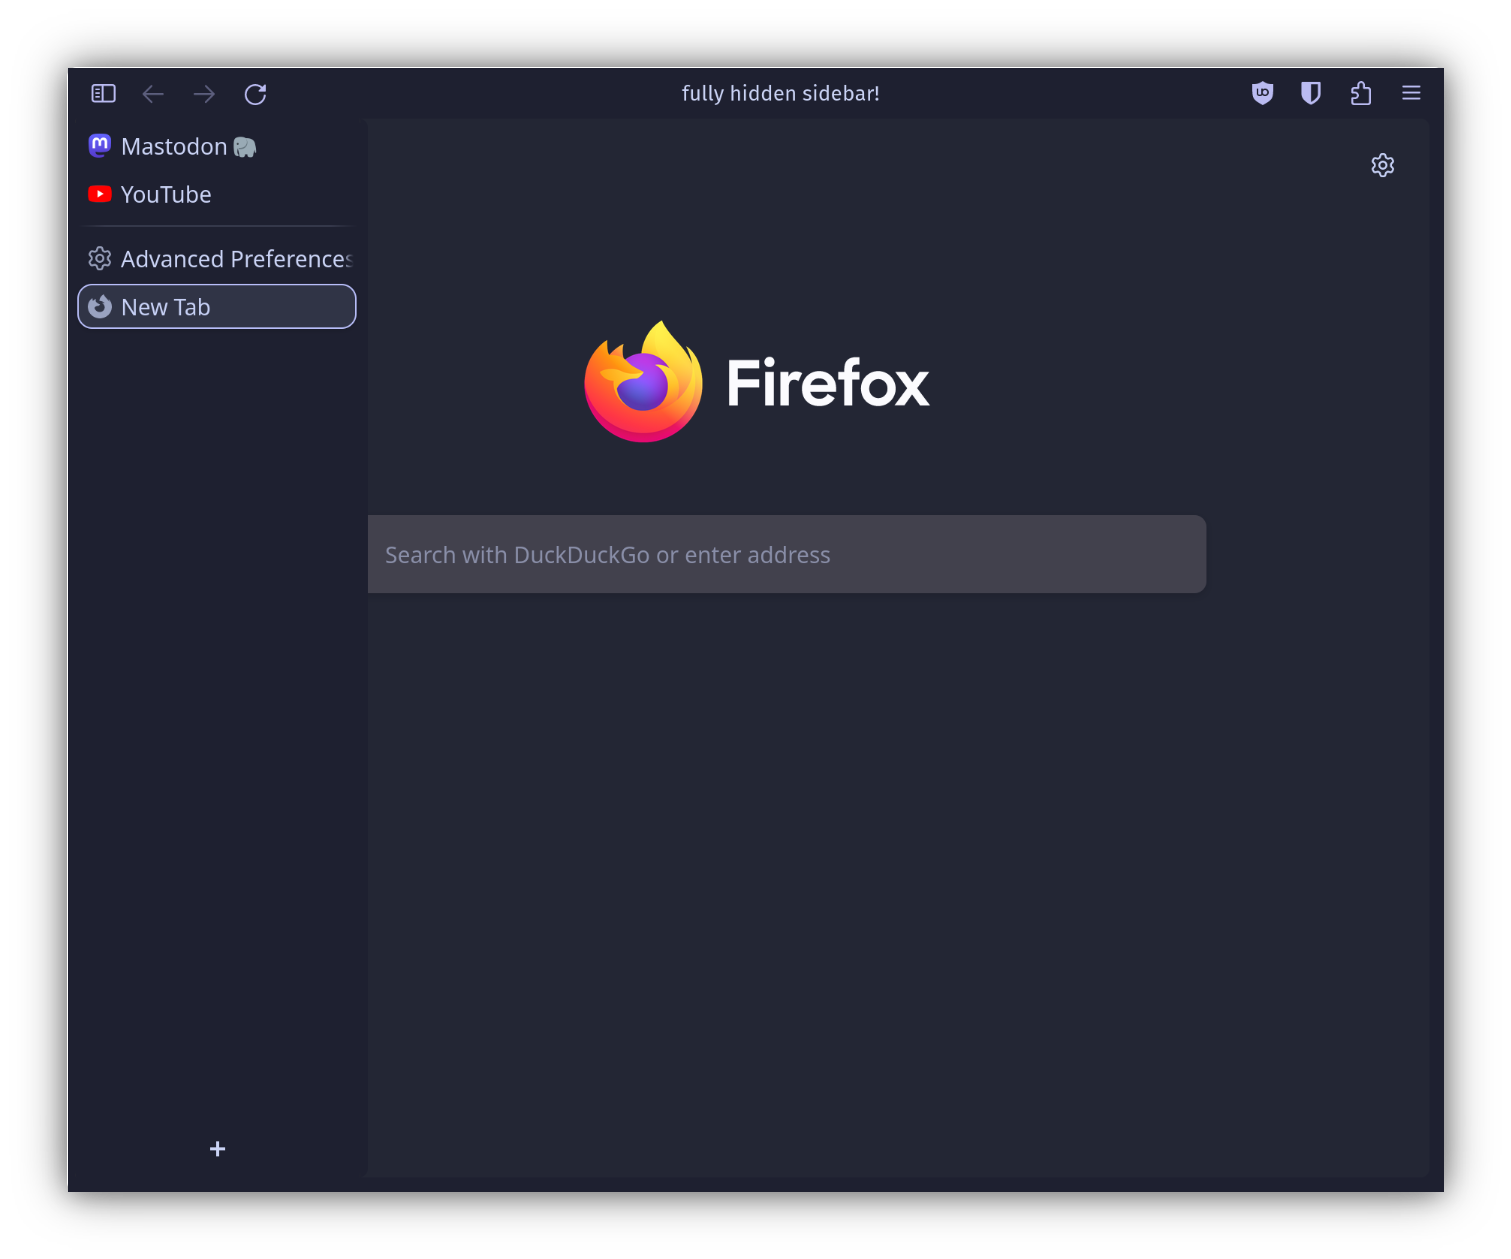 fully hidden sidebar!
Mastodon 🐘
YouTube
Advanced Preferences
New Tab
Firefox
Search with DuckDuckGo or enter address